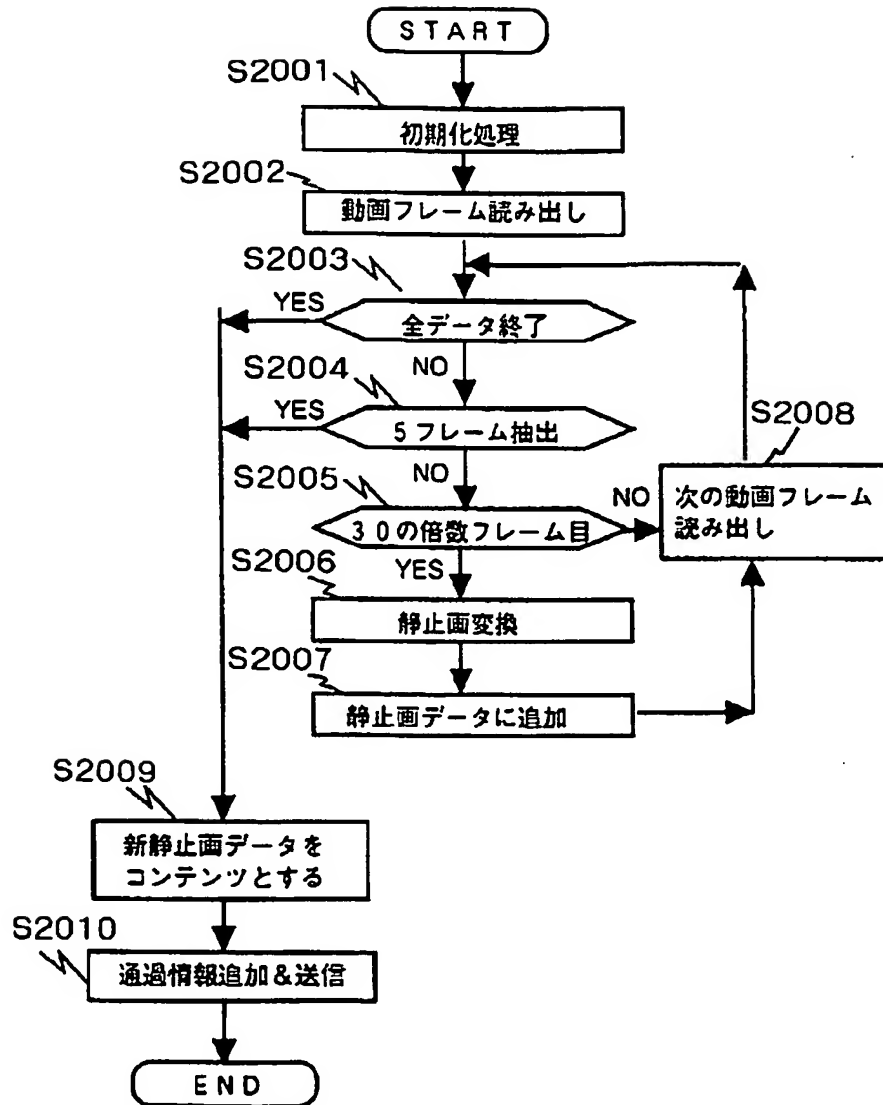 START
S2001
初期化処理
S2002
動画フレーム読み出し
S2003
YES
全データ終了
NO
S2004
YES
5フレーム抽出
NO
S2005
30の倍数フレーム目
NO
S2008
次の動画フレーム
読み出し
YES
S2006
静止画変換
S2007
静止画データに追加
S2009
新静止画データを
コンテンツとする
S2010
通過情報追加&送信
END